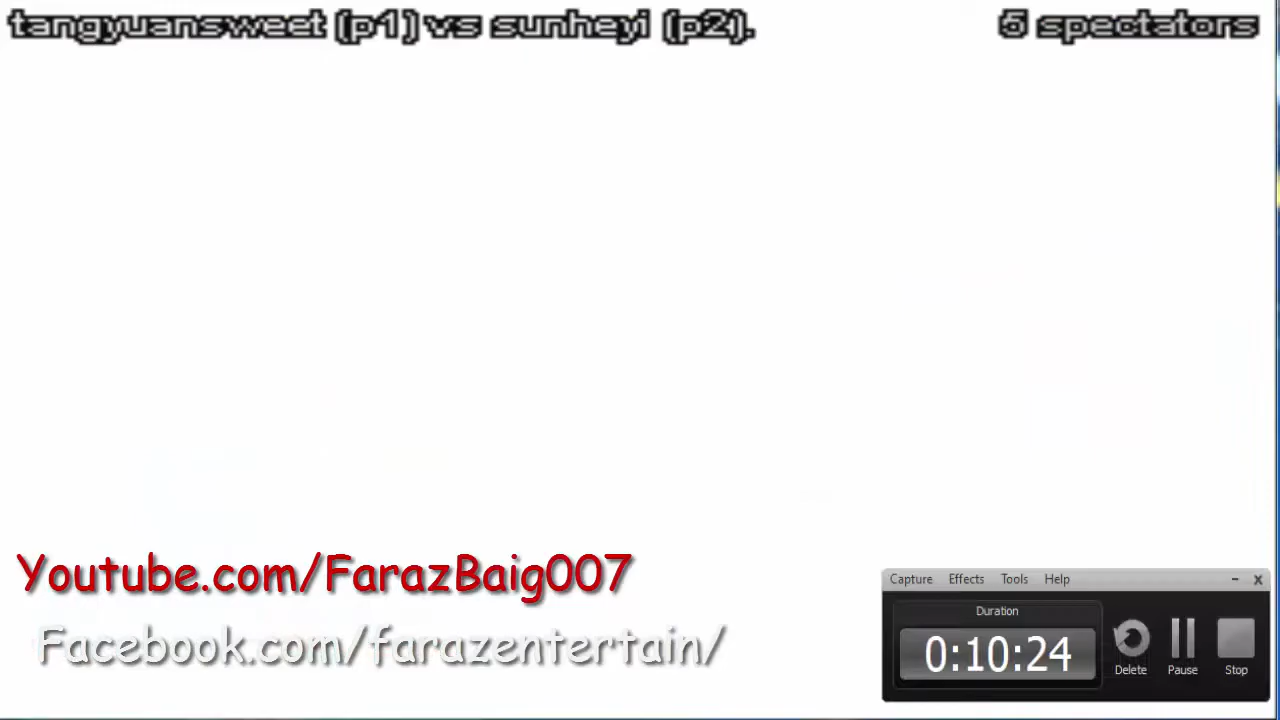 tangyuansweet (p1) vs sunheyi (p2).
5 spectators
Youtube.com/FarazBaig007
Facebook.com/farazentertain/
Capture Effects Tools Help
Duration
0:10:24
Delete Pause Stop